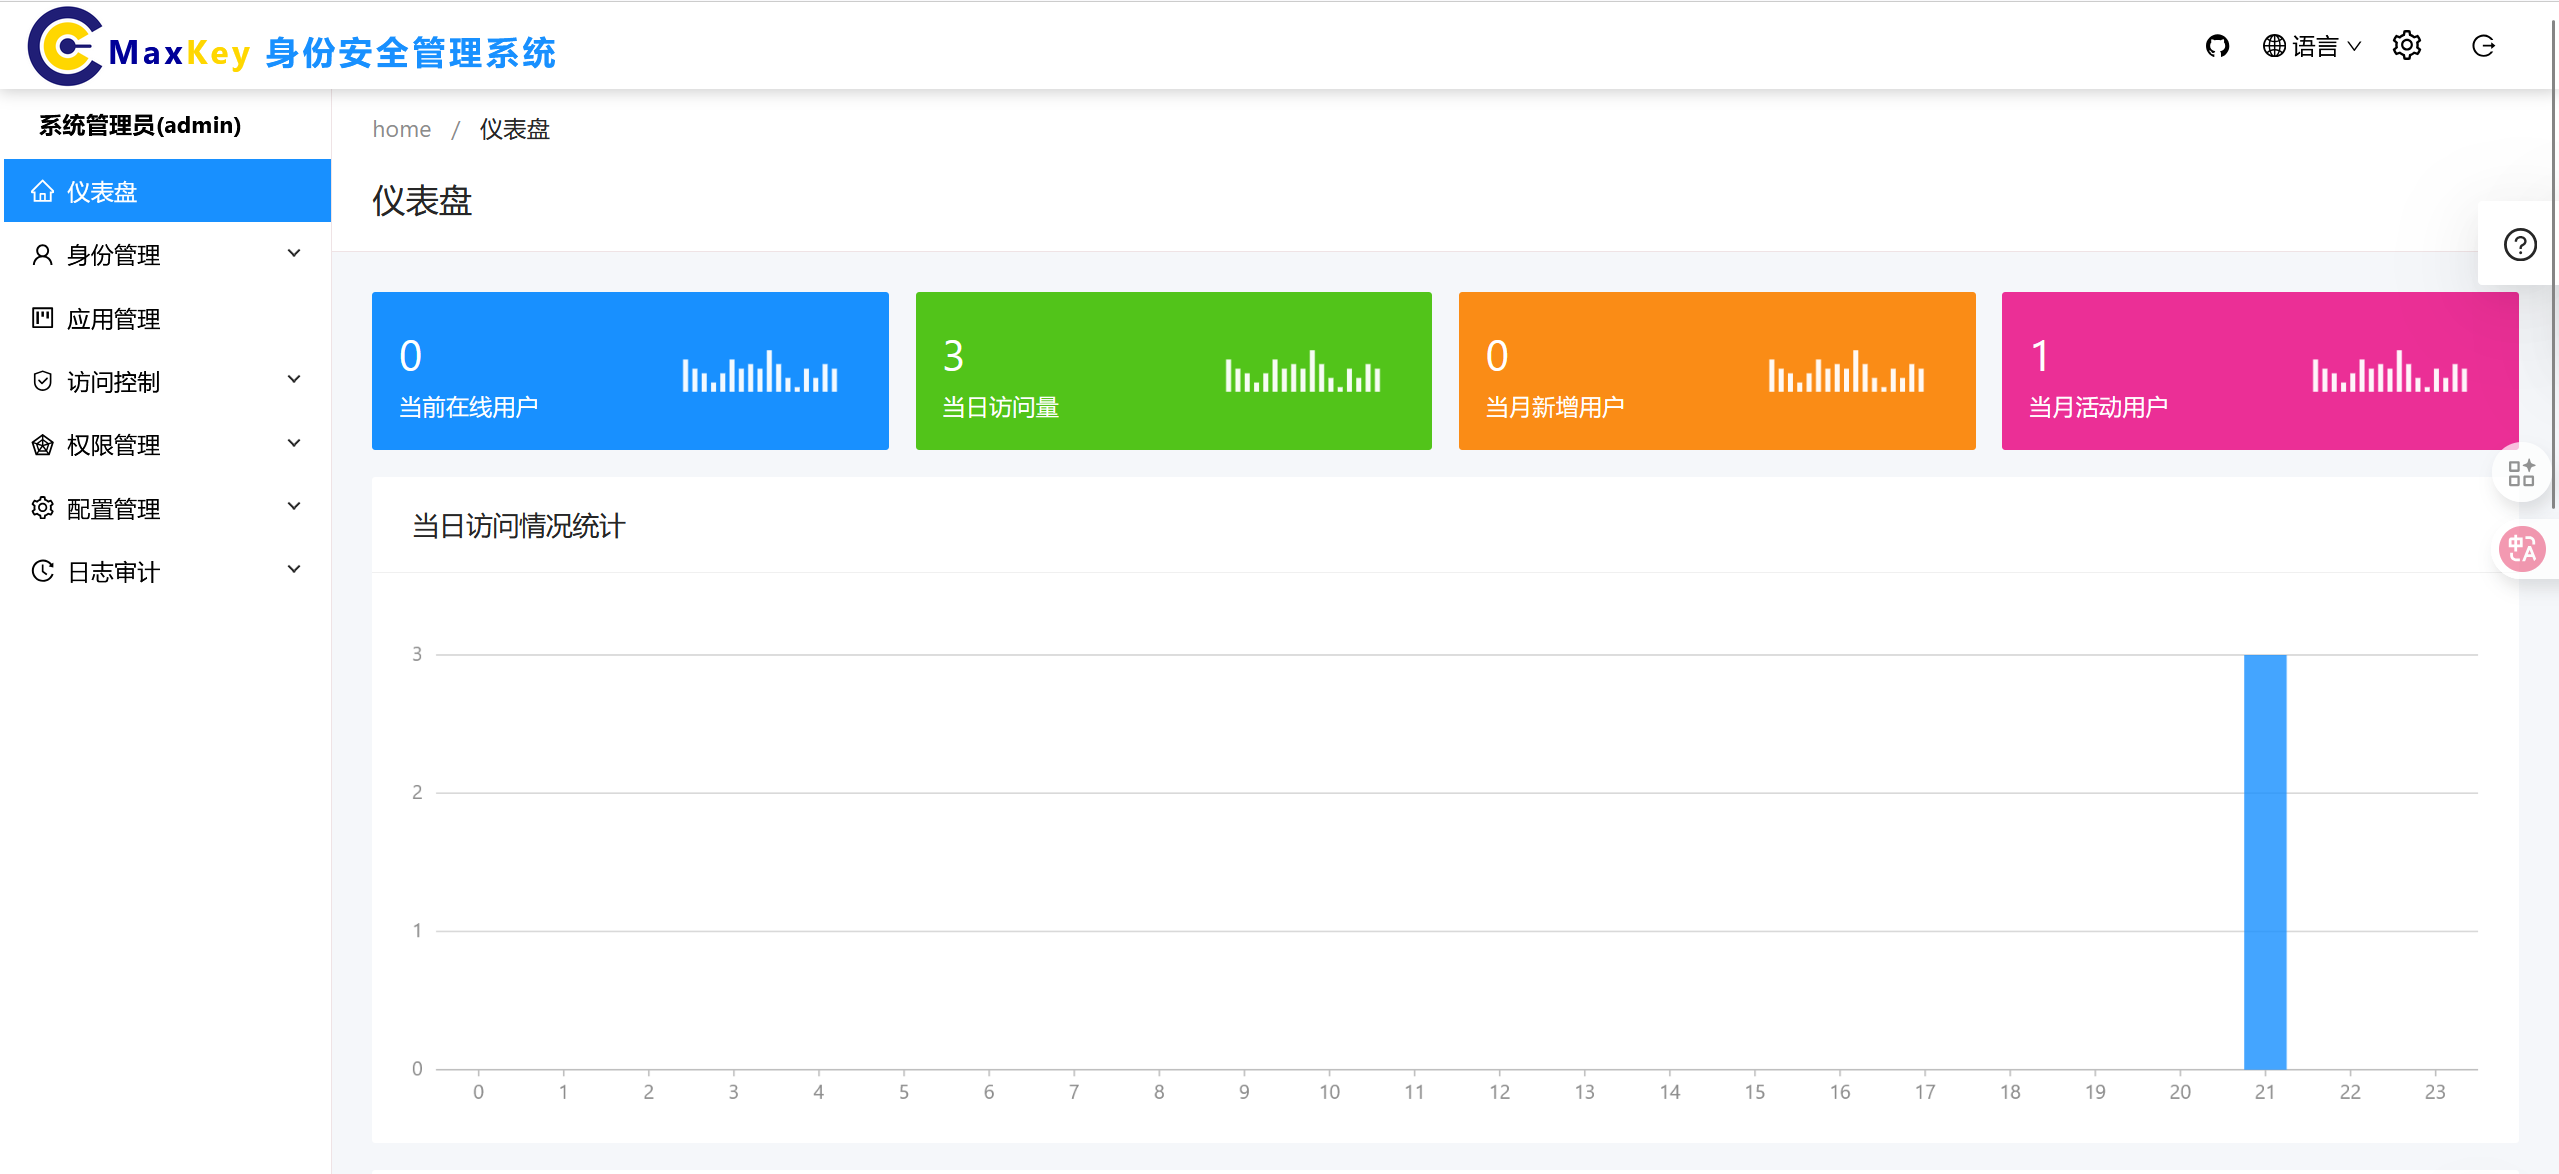 MaxKey 身份安全管理系统
语言
系统管理员(admin)
仪表盘
身份管理
应用管理
访问控制
权限管理
配置管理
日志审计
home / 仪表盘
仪表盘
0
当前在线用户
3
当日访问量
0
当月新增用户
1
当月活动用户
当日访问情况统计
3
2
1
0
0 1 2 3 4 5 6 7 8 9 10 11 12 13 14 15 16 17 18 19 20 21 22 23
中A